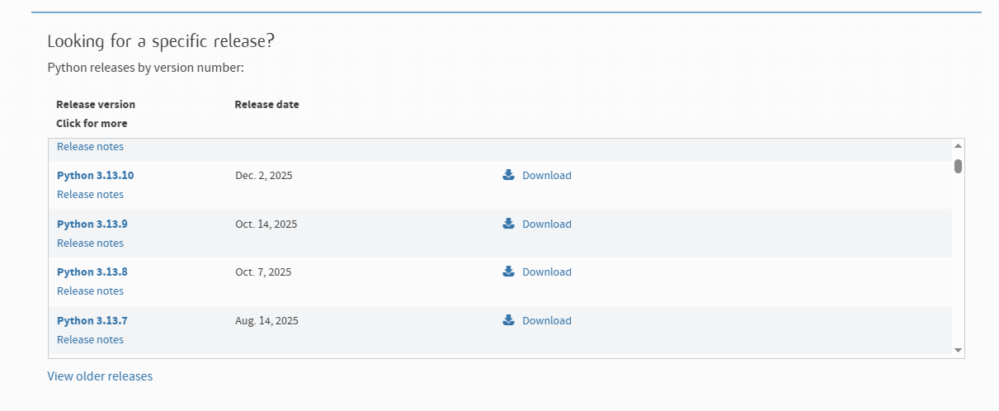 Looking for a specific release?
Python releases by version number:
Release version Release date
Click for more
Release notes
Python 3.13.10 Dec. 2, 2025 Download
Release notes
Python 3.13.9 Oct. 14, 2025 Download
Release notes
Python 3.13.8 Oct. 7, 2025 Download
Release notes
Python 3.13.7 Aug. 14, 2025 Download
Release notes
View older releases